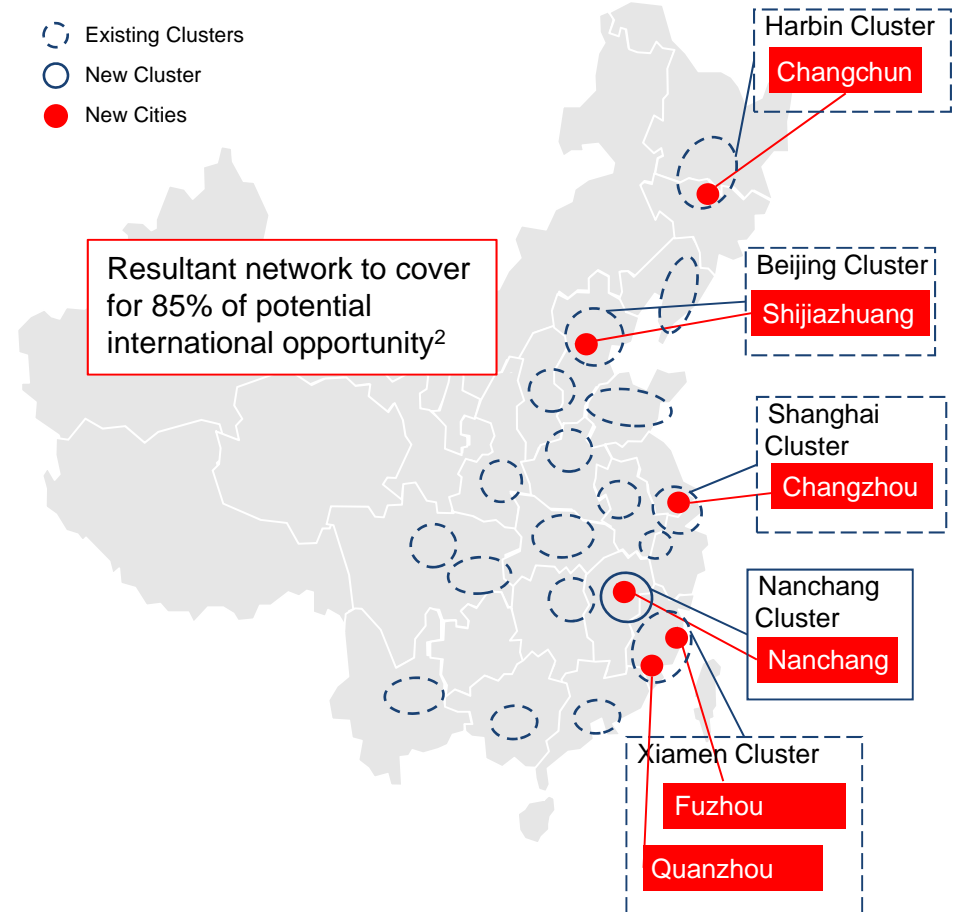 Existing Clusters
New Cluster
New Cities
Harbin Cluster
Changchun
Resultant network to cover
for 85% of potential
international opportunity²
Beijing Cluster
Shijiazhuang
Shanghai
Cluster
Changzhou
Nanchang
Cluster
Nanchang
Xiamen Cluster
Fuzhou
Quanzhou